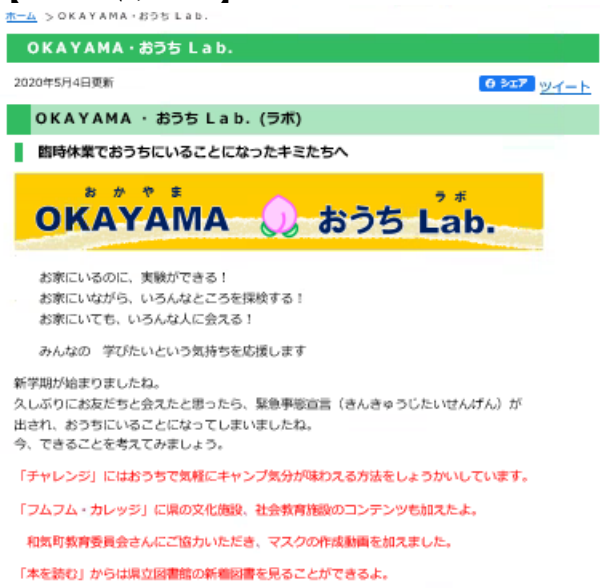 ホーム ＞ＯＫＡＹＡＭＡ・おうちＬａｂ．
ＯＫＡＹＡＭＡ・おうちＬａｂ．
2020年5月4日更新
シェア ツイート
ＯＫＡＹＡＭＡ ・ おうちＬａｂ．(ラボ)
臨時休業でおうちにいることになったキミたちへ
おかやま ラボ
OKAYAMA おうち Lab.
お家にいるのに、実験ができる！
お家にいながら、いろんなところを探検する！
お家にいても、いろんな人に会える！
みんなの　学びたいという気持ちを応援します
新学期が始まりましたね。
久しぶりにお友だちと会えたと思ったら、緊急事態宣言（きんきゅうじたいせんげん）が
出され、おうちにいることになってしまいましたね。
今、できることを考えてみましょう。
「チャレンジ」にはおうちで気軽にキャンプ気分が味わえる方法をしょうかいしています。
「フムフム・カレッジ」に県の文化施設、社会教育施設のコンテンツも加えたよ。
和気町教育委員会さんにご協力いただき、マスクの作成動画を加えました。
「本を読む」からは県立図書館の新着図書を見ることができるよ。